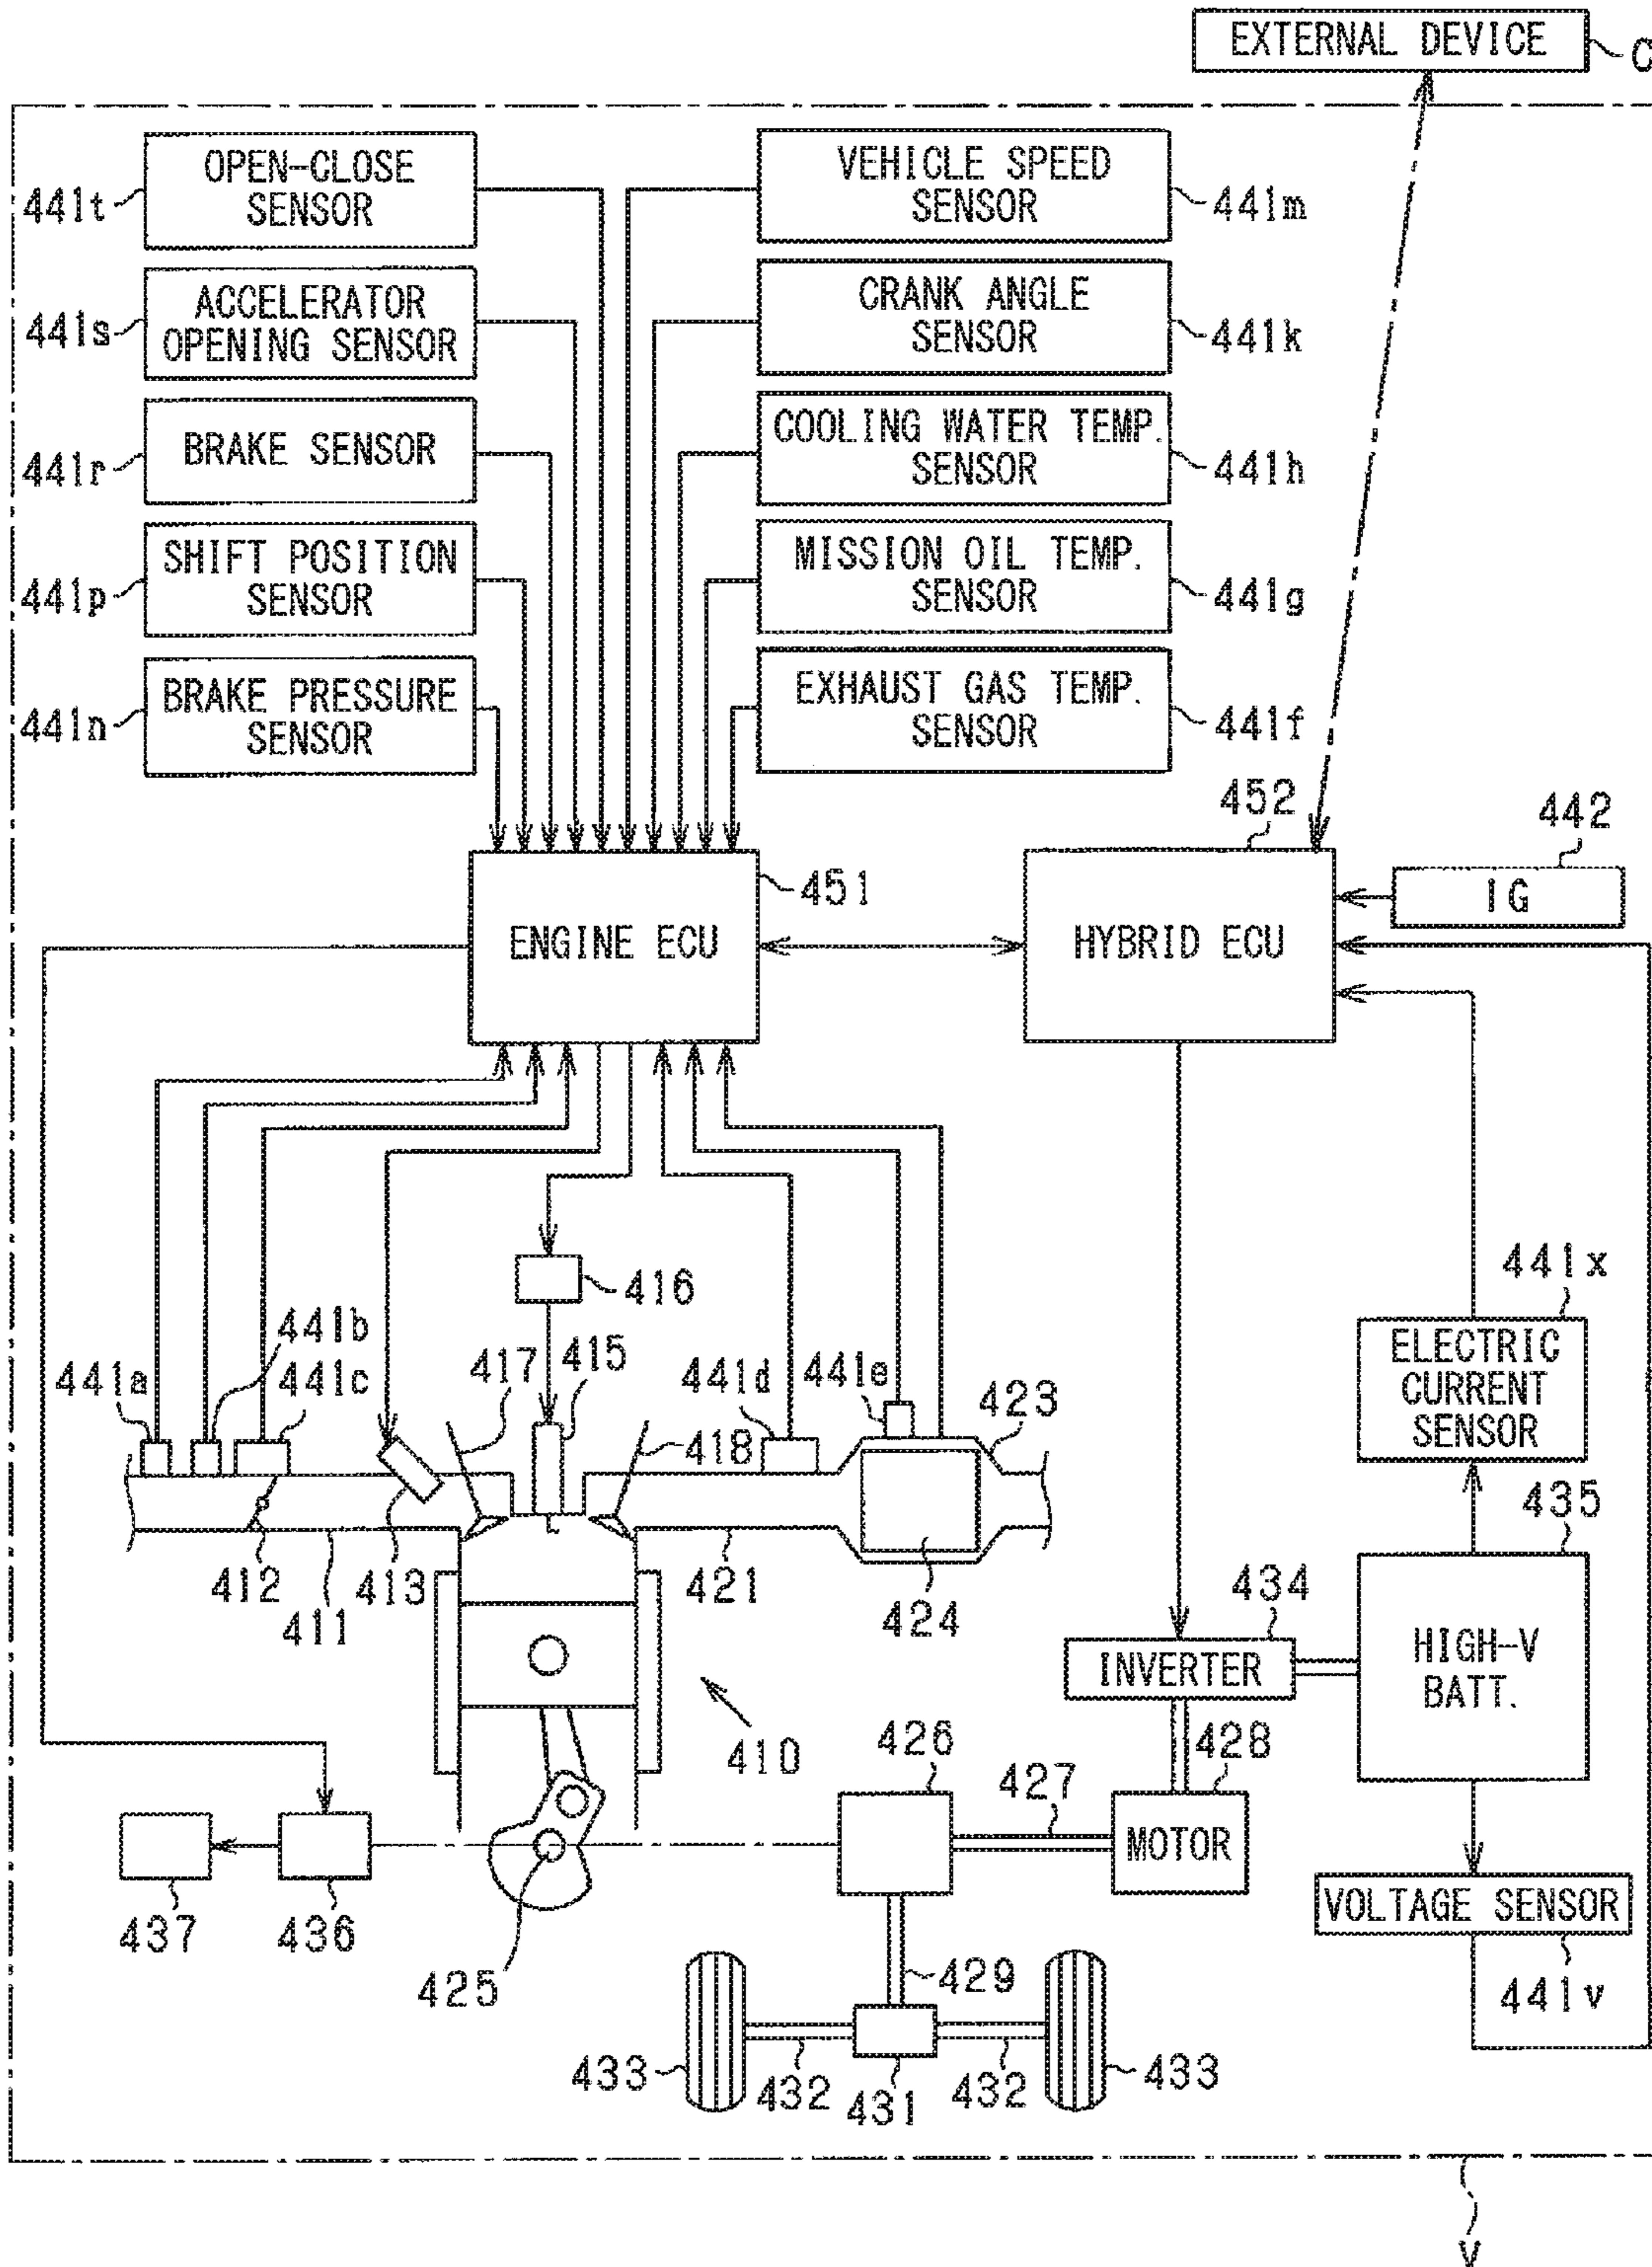 EXTERNAL DEVICE
C
OPEN-CLOSE
SENSOR
441t
VEHICLE SPEED
SENSOR
441m
ACCELERATOR
OPENING SENSOR
441s
CRANK ANGLE
SENSOR
441k
BRAKE SENSOR
441r
COOLING WATER TEMP.
SENSOR
441h
SHIFT POSITION
SENSOR
441p
MISSION OIL TEMP.
SENSOR
441g
BRAKE PRESSURE
SENSOR
441n
EXHAUST GAS TEMP.
SENSOR
441f
452
442
451
IG
ENGINE ECU
HYBRID ECU
416
441x
441b
441a
441c
417
415
441d
441e
423
418
ELECTRIC
CURRENT
SENSOR
435
412
413
411
421
424
434
INVERTER
HIGH-V
BATT.
410
426
428
427
MOTOR
437
436
425
VOLTAGE SENSOR
441v
429
433
432
431
432
433
V